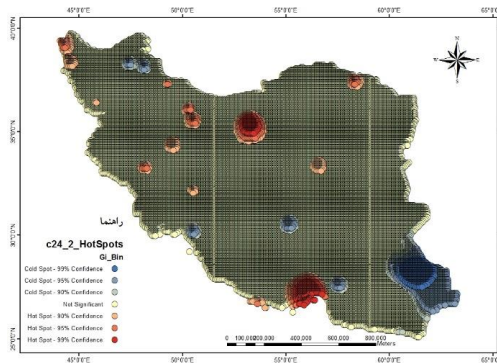 45°0'0"E 50°0'0"E 55°0'0"E 60°0'0"E 65°0'
40°0'0"N
35°0'0"N
30°0'0"N
25°0'0"N
N
راهنما
c24_2_HotSpots
Gi_Bin
Cold Spot - 99% Confidence
Cold Spot - 95% Confidence
Cold Spot - 90% Confidence
Not Significant
Hot Spot - 90% Confidence
Hot Spot - 95% Confidence
Hot Spot - 99% Confidence
0 100,000200,000 400,000 600,000 800,000
Meters
45°0'0"E 50°0'0"E 55°0'0"E 60°0'0"E